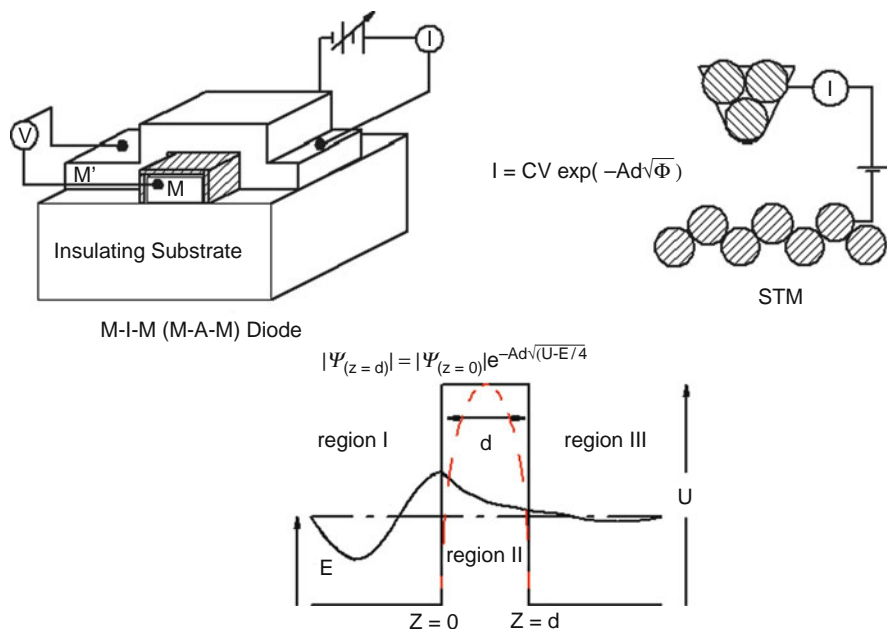 I
V
M'
M
I = CV exp( –Ad√Φ )
I
Insulating Substrate
STM
M-I-M (M-A-M) Diode
|Ψ(z = d)| = |Ψ(z = 0)|e–Ad√(U-E/4
region I
d
region III
U
E
region II
Z = 0
Z = d